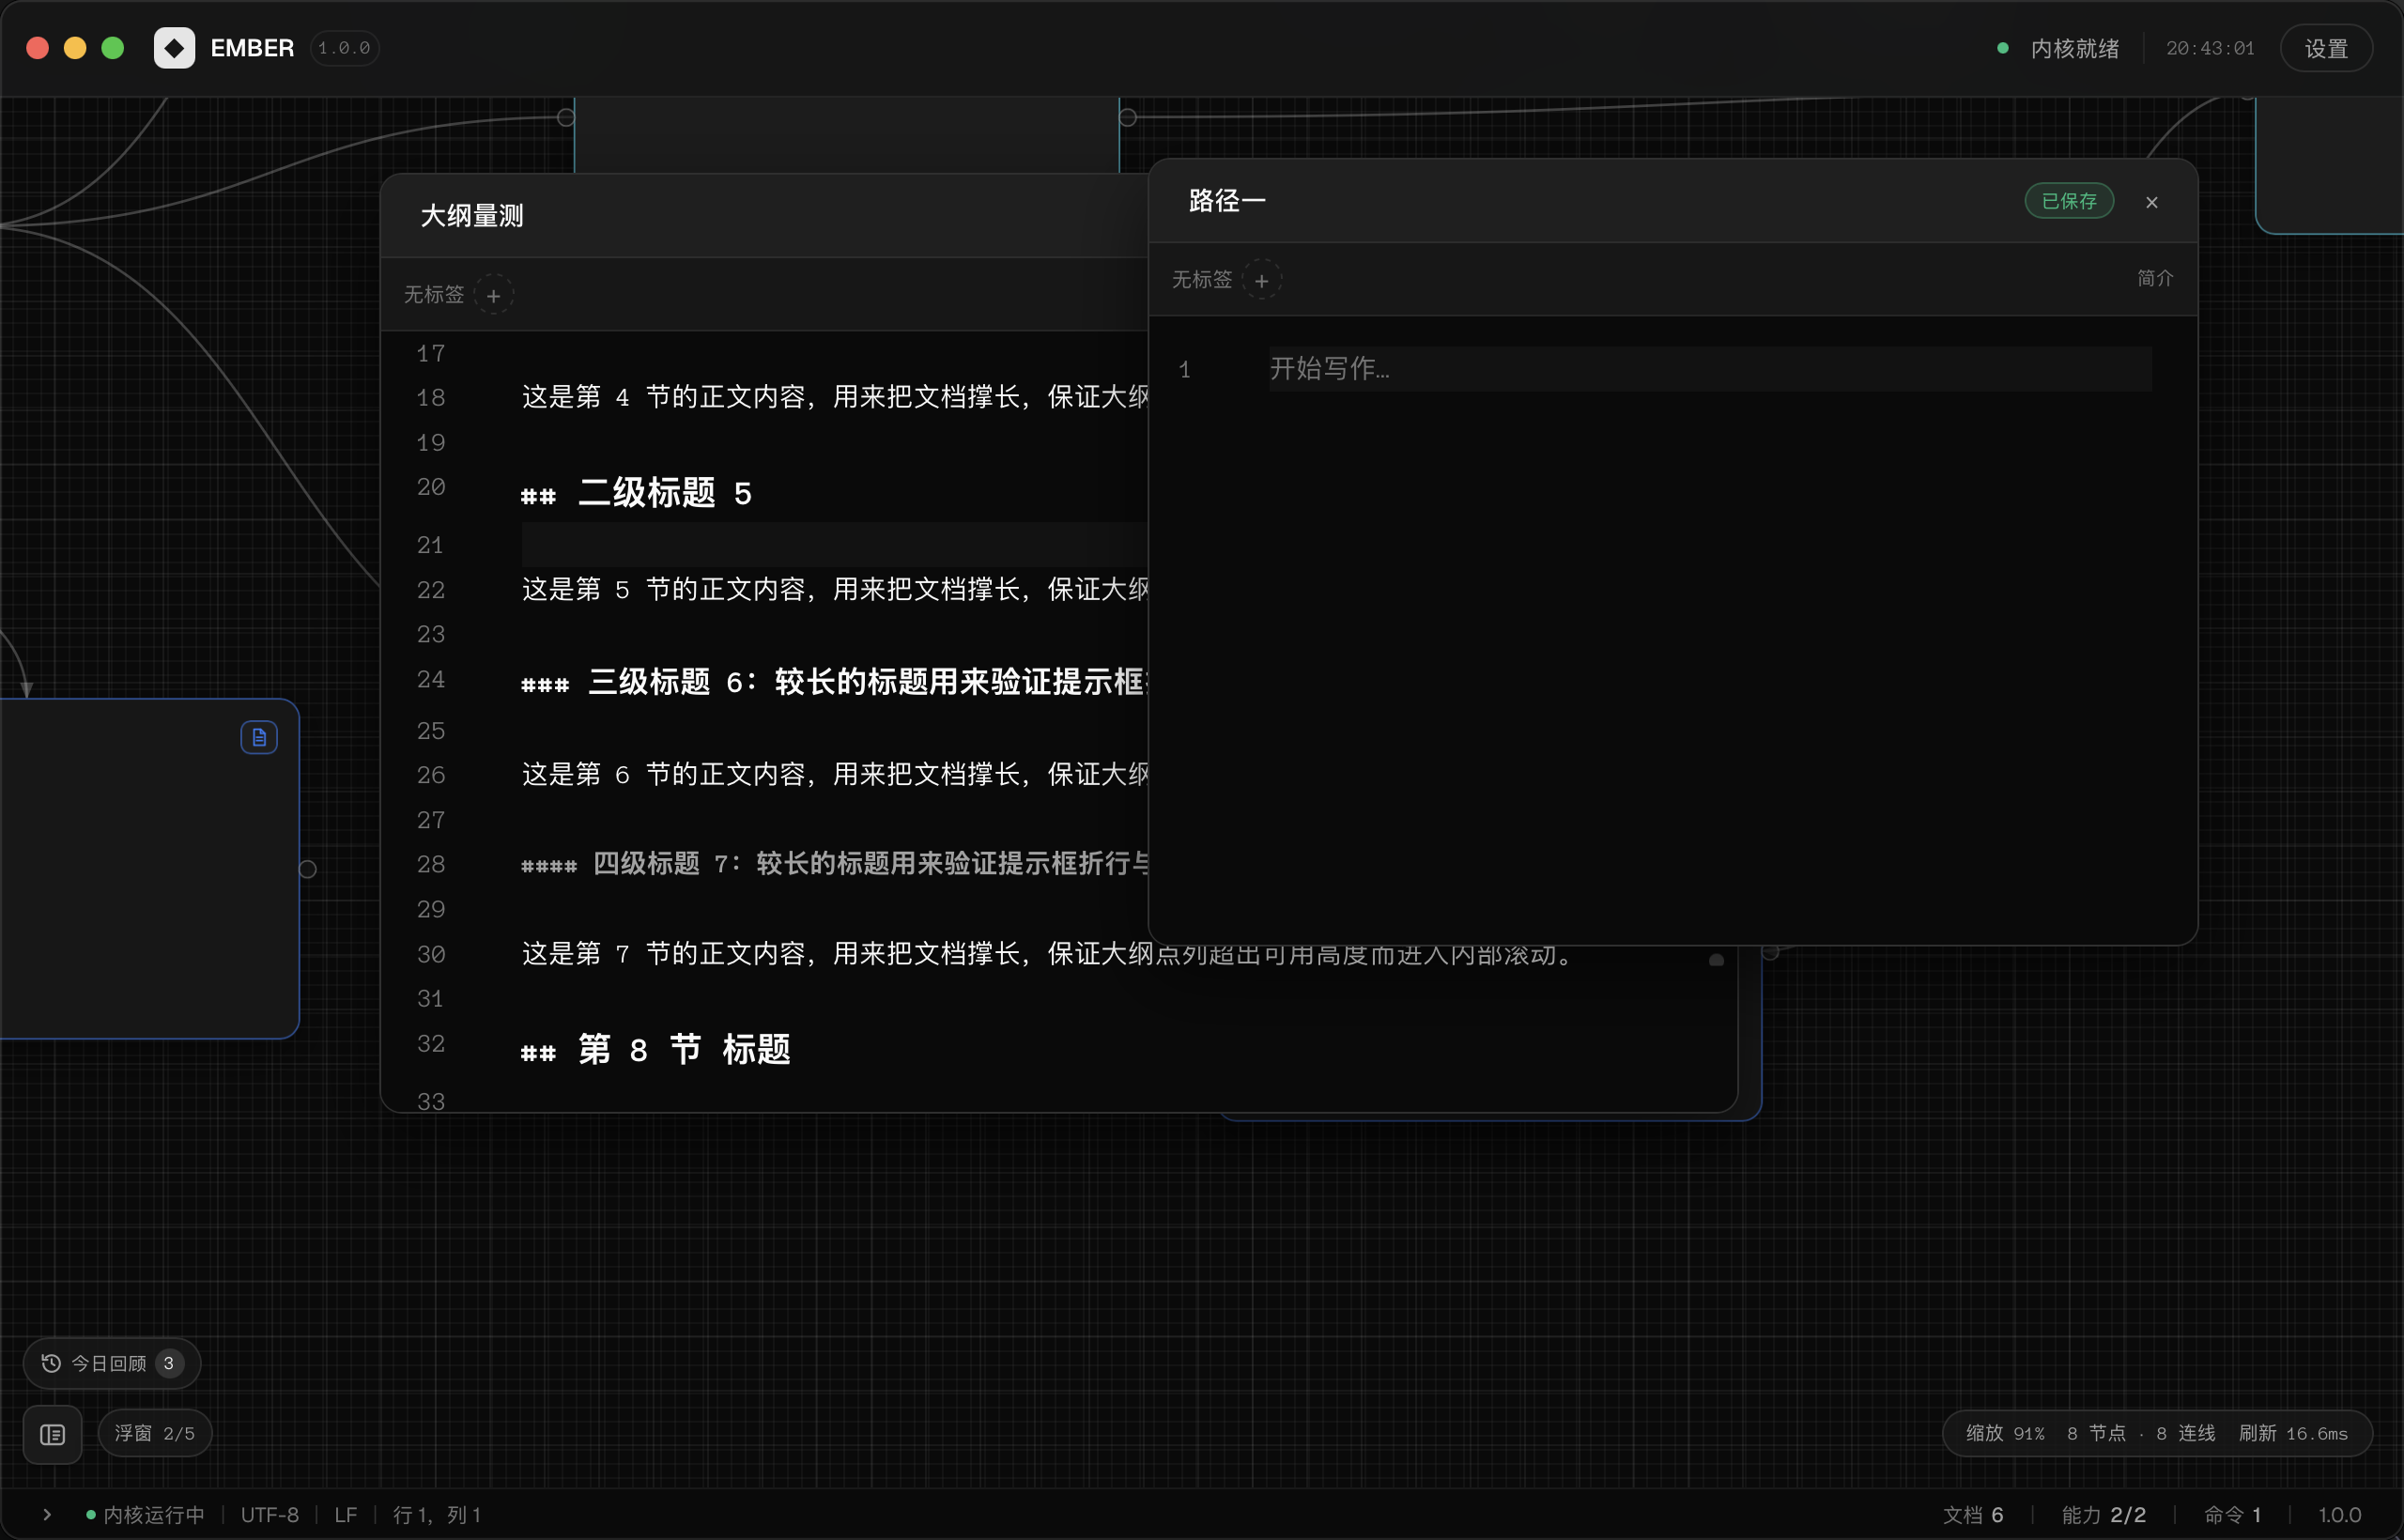 EMBER 1.0.0
内核就绪 20:43:01 设置
大纲量测
无标签 +
17
18 这是第 4 节的正文内容，用来把文档撑长，保证大纲
19
20 ## 二级标题 5
21
22 这是第 5 节的正文内容，用来把文档撑长，保证大纲
23
24 ### 三级标题 6：较长的标题用来验证提示框
25
26 这是第 6 节的正文内容，用来把文档撑长，保证大纲
27
28 #### 四级标题 7：较长的标题用来验证提示框折行与
29
30 这是第 7 节的正文内容，用来把文档撑长，保证大纲点列超出可用高度而进入内部滚动。
31
32 ## 第 8 节 标题
33
路径一 已保存 ×
无标签 + 简介
1 开始写作…
今日回顾 3
浮窗 2/5
缩放 91% 8 节点 · 8 连线 刷新 16.6ms
内核运行中 UTF-8 LF 行 1，列 1
文档 6 能力 2/2 命令 1 1.0.0